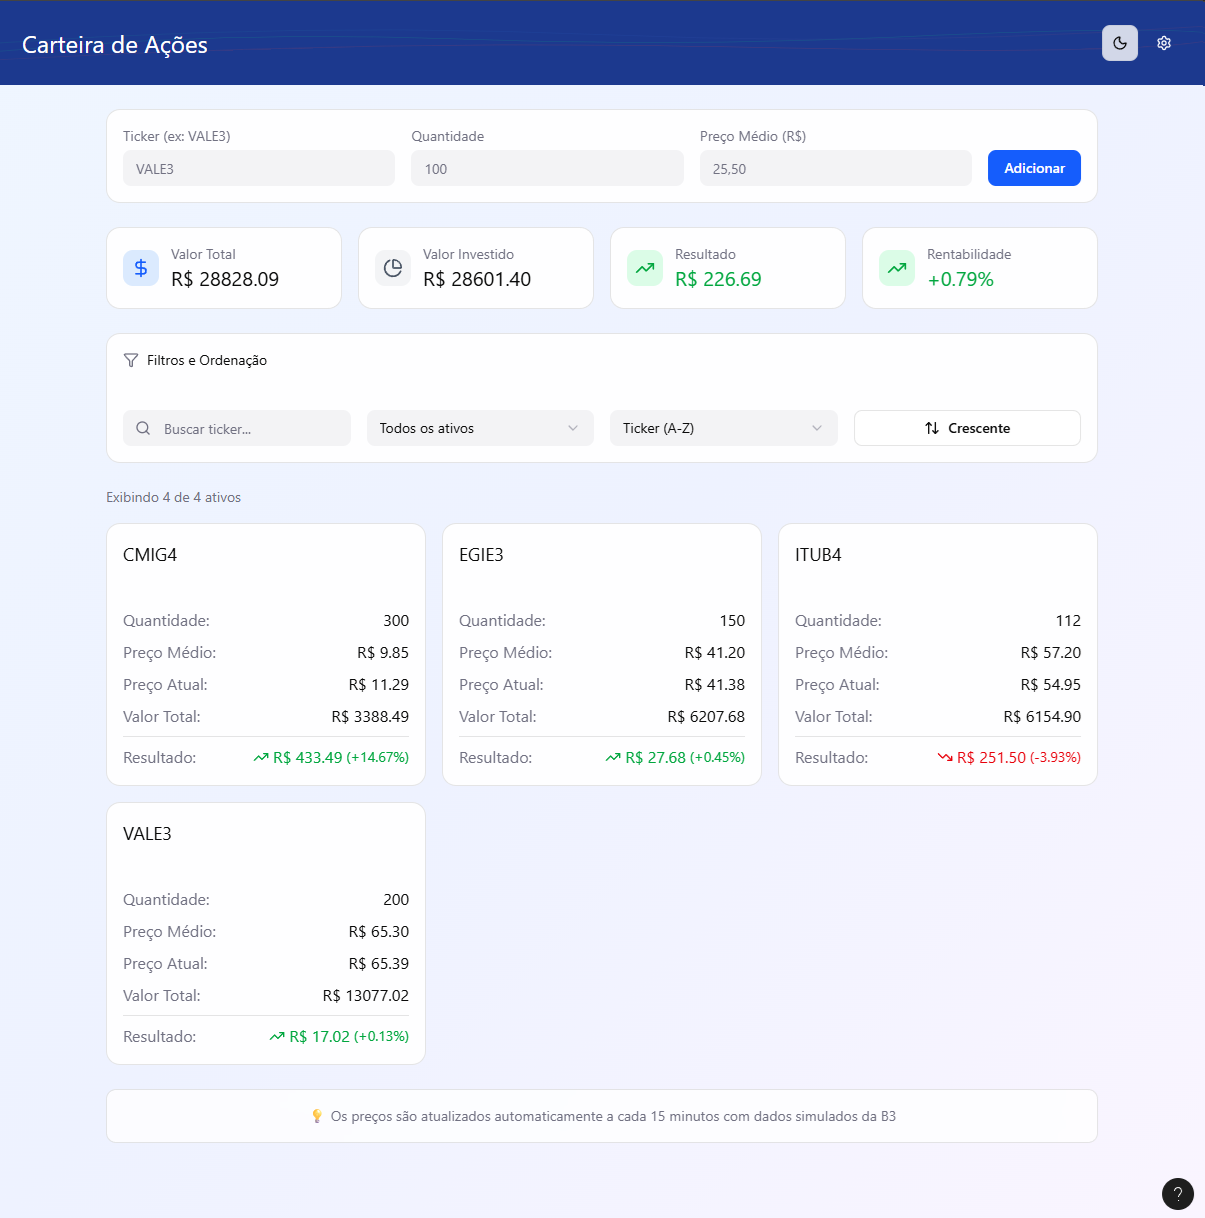 Carteira de Ações
Ticker (ex: VALE3) Quantidade Preço Médio (R$)
VALE3 100 25,50 Adicionar
Valor Total
R$ 28828.09
Valor Investido
R$ 28601.40
Resultado
R$ 226.69
Rentabilidade
+0.79%
Filtros e Ordenação
Buscar ticker... Todos os ativos Ticker (A-Z) Crescente
Exibindo 4 de 4 ativos
CMIG4
Quantidade: 300
Preço Médio: R$ 9.85
Preço Atual: R$ 11.29
Valor Total: R$ 3388.49
Resultado: R$ 433.49 (+14.67%)
EGIE3
Quantidade: 150
Preço Médio: R$ 41.20
Preço Atual: R$ 41.38
Valor Total: R$ 6207.68
Resultado: R$ 27.68 (+0.45%)
ITUB4
Quantidade: 112
Preço Médio: R$ 57.20
Preço Atual: R$ 54.95
Valor Total: R$ 6154.90
Resultado: R$ 251.50 (-3.93%)
VALE3
Quantidade: 200
Preço Médio: R$ 65.30
Preço Atual: R$ 65.39
Valor Total: R$ 13077.02
Resultado: R$ 17.02 (+0.13%)
💡 Os preços são atualizados automaticamente a cada 15 minutos com dados simulados da B3
?